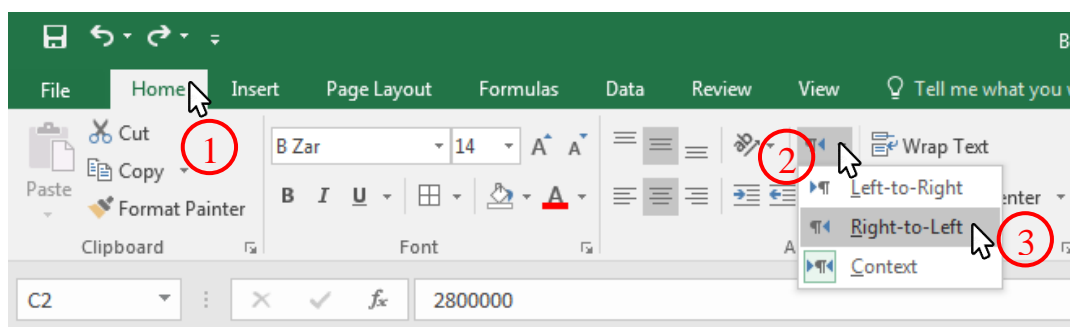 B
File Home Insert Page Layout Formulas Data Review View Tell me what you w
1
Cut
Copy
Paste
Format Painter
Clipboard
B Zar 14 A A
B I U A
Font
2
Wrap Text
Left-to-Right
enter
Right-to-Left
3
A
Context
C2 fx 2800000